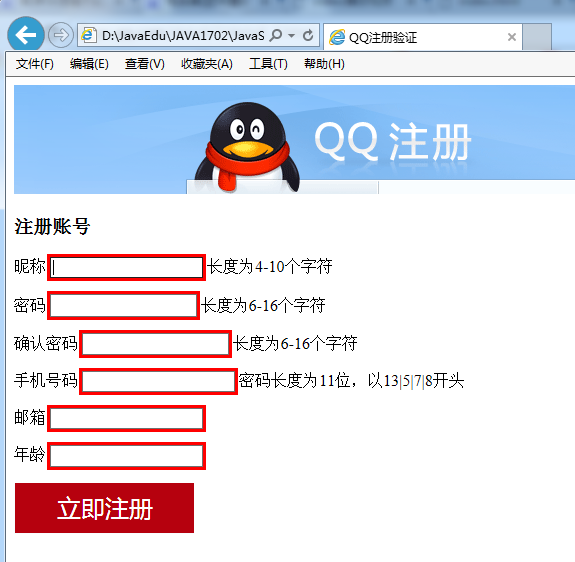 D:\JavaEdu\JAVA1702\JavaS
QQ注册验证
文件(F) 编辑(E) 查看(V) 收藏夹(A) 工具(T) 帮助(H)
QQ 注册
注册账号
昵称 长度为4-10个字符
密码 长度为6-16个字符
确认密码 长度为6-16个字符
手机号码 密码长度为11位，以13|5|7|8开头
邮箱
年龄
立即注册